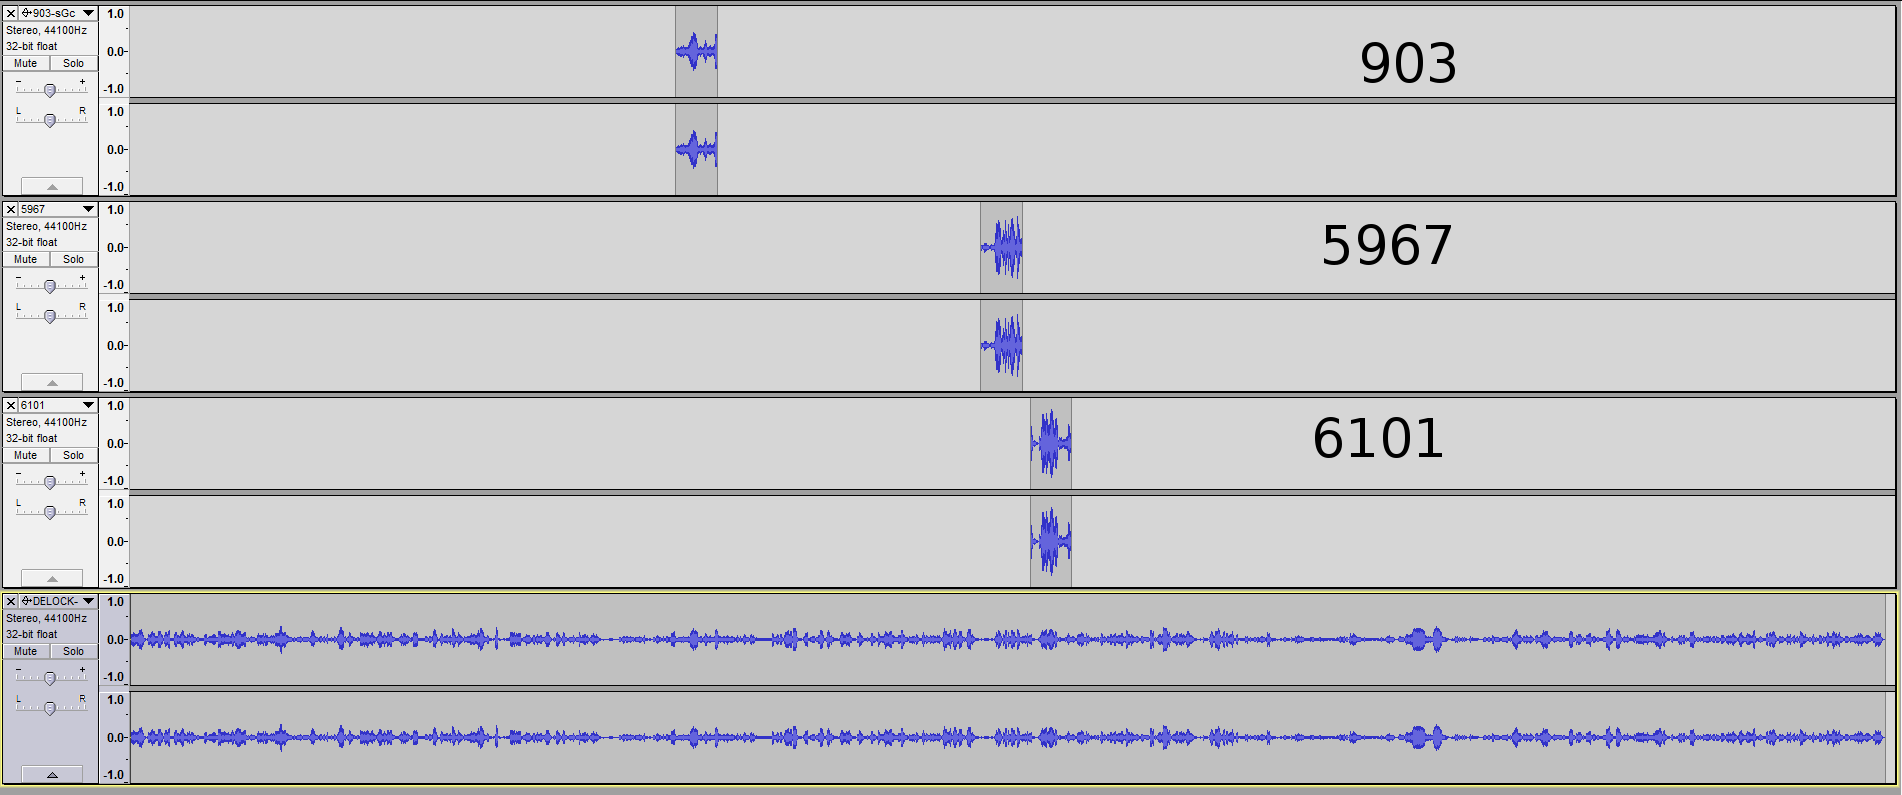 903-sGc
Stereo, 44100Hz
32-bit float
Mute Solo
- +
L R
1.0
0.0-
-1.0
1.0
0.0-
-1.0
903
5967
Stereo, 44100Hz
32-bit float
Mute Solo
- +
L R
1.0
0.0-
-1.0
1.0
0.0-
-1.0
5967
6101
Stereo, 44100Hz
32-bit float
Mute Solo
- +
L R
1.0
0.0-
-1.0
1.0
0.0-
-1.0
6101
DELOCK-
Stereo, 44100Hz
32-bit float
Mute Solo
- +
L R
1.0
0.0-
-1.0
1.0
0.0-
-1.0